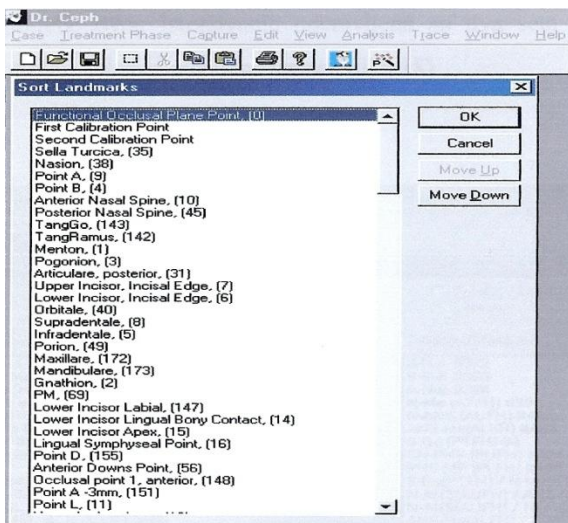 Dr. Ceph
Case Treatment Phase Capture Edit View Analysis Trace Window Help
Sort Landmarks
Functional Occlusal Plane Point, (0)
First Calibration Point
Second Calibration Point
Sella Turcica, (35)
Nasion, (38)
Point A, (9)
Point B, (4)
Anterior Nasal Spine, (10)
Posterior Nasal Spine, (45)
TangGo, (143)
TangRamus, (142)
Menton, (1)
Pogonion, (3)
Articulare, posterior, (31)
Upper Incisor, Incisal Edge, (7)
Lower Incisor, Incisal Edge, (6)
Orbitale, (40)
Supradentale, (8)
Infradentale, (5)
Porion, (49)
Maxillare, (172)
Mandibulare, (173)
Gnathion, (2)
PM, (69)
Lower Incisor Labial, (147)
Lower Incisor Lingual Bony Contact, (14)
Lower Incisor Apex, (15)
Lingual Symphyseal Point, (16)
Point D, (155)
Anterior Downs Point, (56)
Occlusal point 1, anterior, (148)
Point A -3mm, (151)
Point L, (11)
OK
Cancel
Move Up
Move Down